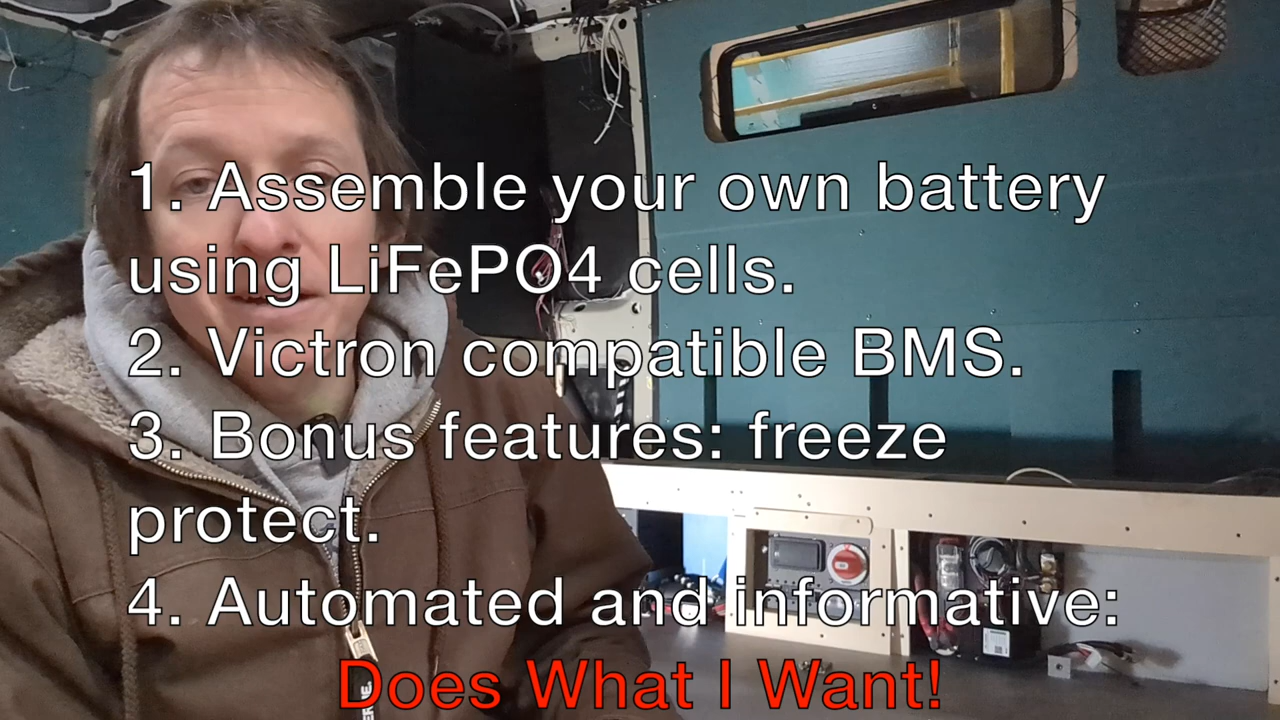 1. Assemble your own battery
using LiFePO4 cells.
2. Victron compatible BMS.
3. Bonus features: freeze
protect.
4. Automated and informative:
Does What I Want!